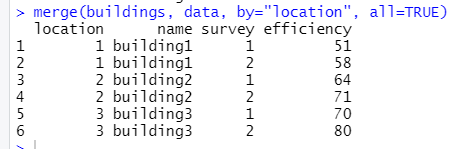 > merge(buildings, data, by="location", all=TRUE)
  location      name survey efficiency
1        1 building1      1         51
2        1 building1      2         58
3        2 building2      1         64
4        2 building2      2         71
5        3 building3      1         70
6        3 building3      2         80
>